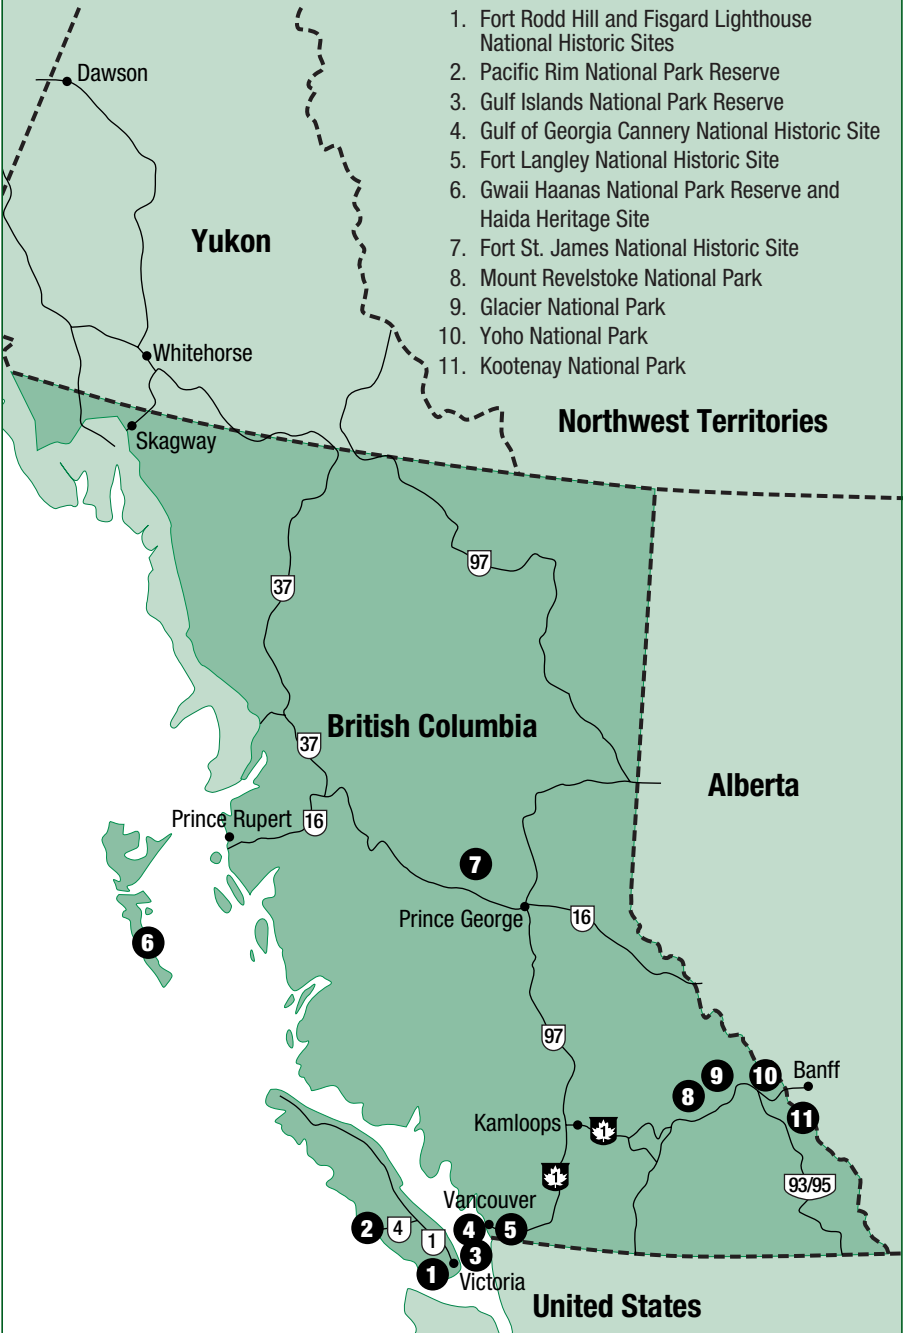 1. Fort Rodd Hill and Fisgard Lighthouse
National Historic Sites
2. Pacific Rim National Park Reserve
3. Gulf Islands National Park Reserve
4. Gulf of Georgia Cannery National Historic Site
5. Fort Langley National Historic Site
6. Gwaii Haanas National Park Reserve and
Haida Heritage Site
7. Fort St. James National Historic Site
8. Mount Revelstoke National Park
9. Glacier National Park
10. Yoho National Park
11. Kootenay National Park
Dawson
Yukon
Whitehorse
Northwest Territories
Skagway
97
37
British Columbia
37
Alberta
Prince Rupert
16
7
Prince George
16
6
97
9
10
Banff
8
11
Kamloops
1
1
93/95
Vancouver
2
4
1
4
5
3
1
Victoria
United States